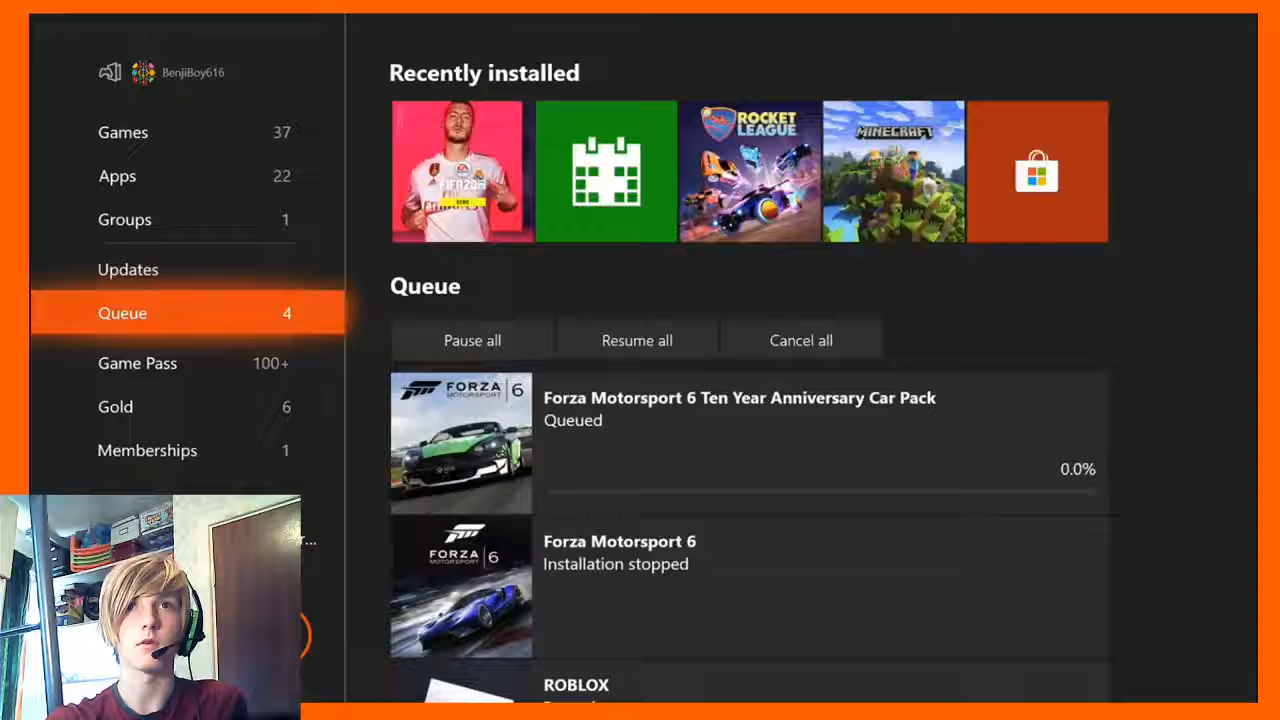 BenjiBoy616
Games 37
Apps 22
Groups 1
Updates
Queue 4
Game Pass 100+
Gold 6
Memberships 1
Recently installed
FIFA 20
DEMO
ROCKET
LEAGUE
MINECRAFT
Queue
Pause all
Resume all
Cancel all
FORZA 6
MOTORSPORT
Forza Motorsport 6 Ten Year Anniversary Car Pack
Queued
0.0%
FORZA 6
MOTORSPORT
Forza Motorsport 6
Installation stopped
ROBLOX